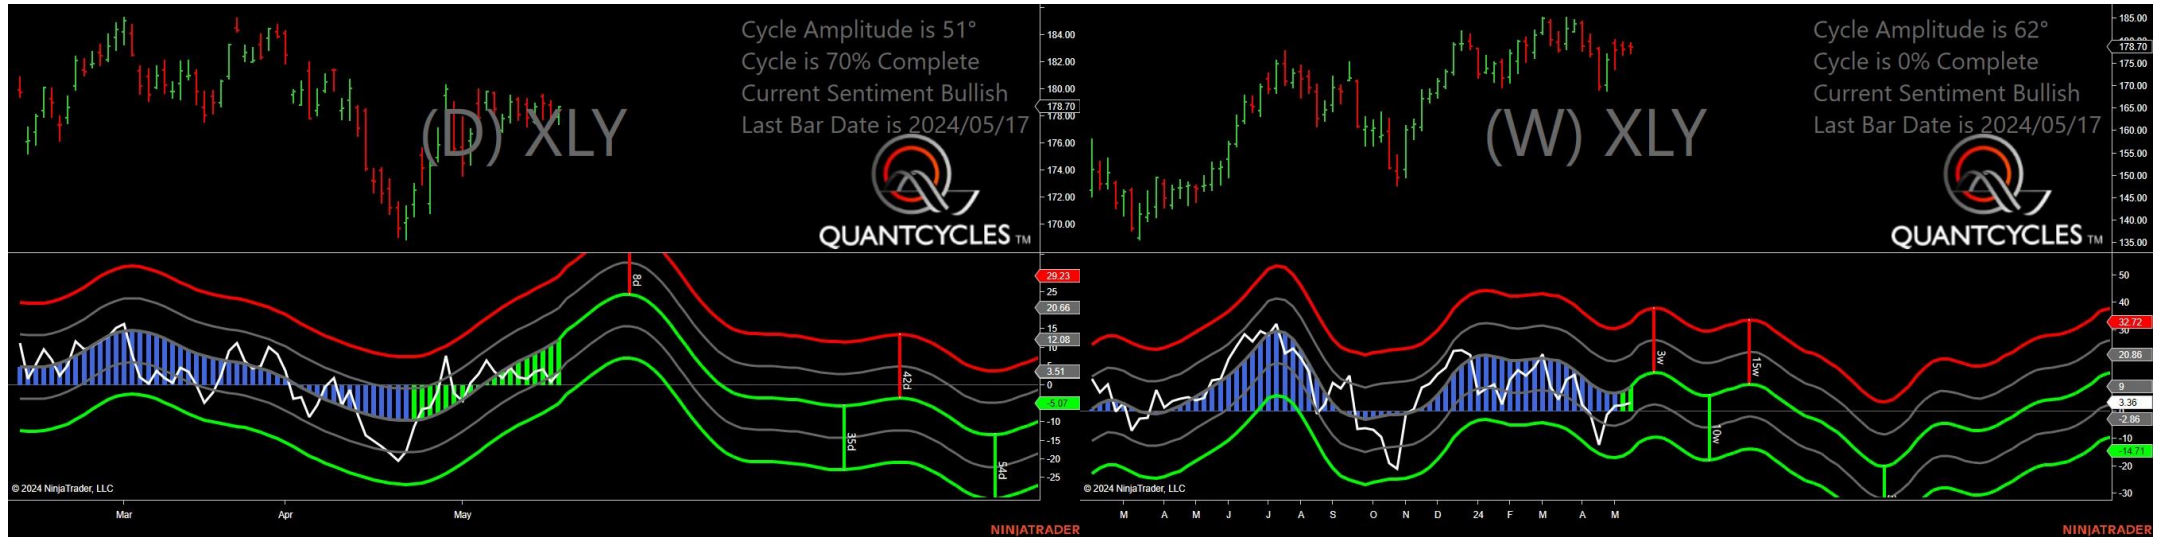 Cycle Amplitude is 51°
Cycle is 70% Complete
Current Sentiment Bullish
Last Bar Date is 2024/05/17
(D) XLY
QUANTCYCLES TM
184.00
182.00
180.00
178.70
178.00
176.00
174.00
172.00
170.00
29.23
25
20.66
15
12.08
10
3.51
0
-5.07
-10
-15
-20
-25
8d
35d
42d
54d
© 2024 NinjaTrader, LLC
Mar Apr May
NINJATRADER
Cycle Amplitude is 62°
Cycle is 0% Complete
Current Sentiment Bullish
Last Bar Date is 2024/05/17
(W) XLY
QUANTCYCLES TM
185.00
178.70
175.00
170.00
165.00
160.00
155.00
150.00
145.00
140.00
135.00
50
40
32.72
30
20.86
9
3.36
-2.86
-10
-14.71
-20
-30
3w
10w
15w
© 2024 NinjaTrader, LLC
M A M J J A S O N D 24 F M A M
NINJATRADER